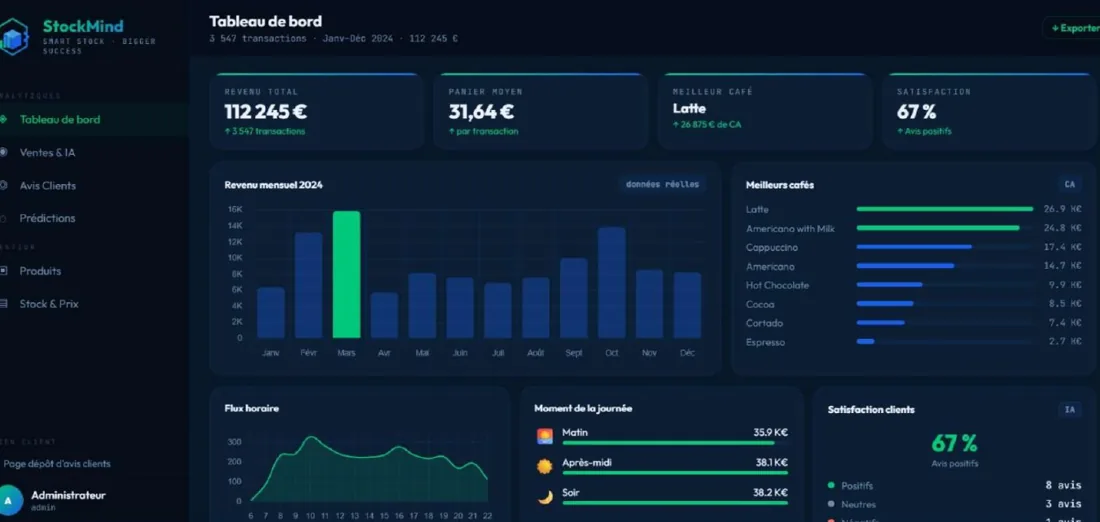 StockMind
SMART STOCK · BIGGER
SUCCESS
Tableau de bord
Ventes & IA
Avis Clients
Prédictions
Produits
Stock & Prix
Page dépôt d'avis clients
A
Administrateur
admin
Tableau de bord
3 547 transactions · Janv–Déc 2024 · 112 245 €
+ Exporter
REVENU TOTAL
112 245 €
↑ 3 547 transactions
PANIER MOYEN
31,64 €
↑ par transaction
MEILLEUR CAFÉ
Latte
↑ 26 875 € de CA
SATISFACTION
67 %
↑ Avis positifs
Revenu mensuel 2024
données réelles
16K
14K
12K
10K
8K
6K
4K
2K
0
Janv Févr Mars Avr Mai Juin Juil Août Sept Oct Nov Déc
Meilleurs cafés
CA
Latte 26.9 K€
Americano with Milk 24.8 K€
Cappuccino 17.4 K€
Americano 14.7 K€
Hot Chocolate 9.9 K€
Cocoa 8.5 K€
Cortado 7.4 K€
Espresso 2.7 K€
Flux horaire
300
200
100
0
6 7 8 9 10 11 12 13 14 15 16 17 18 19 20 21 22
Moment de la journée
Matin 35.9 K€
Après-midi 38.1 K€
Soir 38.2 K€
Satisfaction clients
IA
67 %
Avis positifs
Positifs 8 avis
Neutres 3 avis